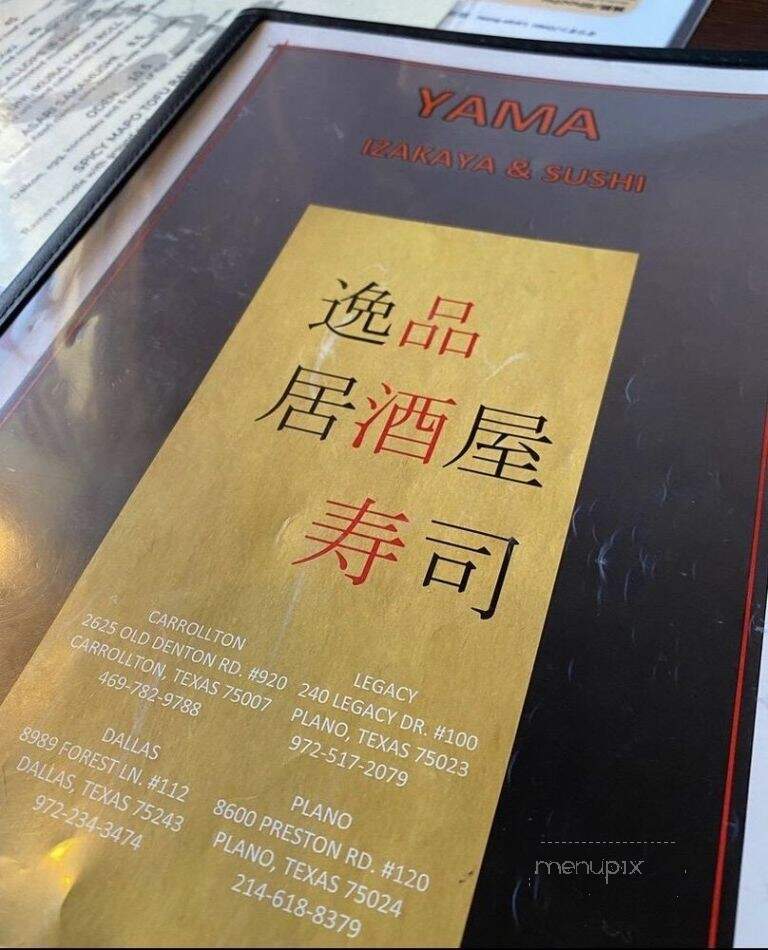 YAMA
IZAKAYA & SUSHI
逸品
居酒屋
寿司
CARROLLTON
2625 OLD DENTON RD. #920
CARROLLTON, TEXAS 75007
469-782-9788
LEGACY
240 LEGACY DR. #100
PLANO, TEXAS 75023
972-517-2079
DALLAS
8989 FOREST LN. #112
DALLAS, TEXAS 75243
972-234-3474
PLANO
8600 PRESTON RD. #120
PLANO, TEXAS 75024
214-618-8379
menupix
ODEN 10.5
SPICY MAPO TOFU